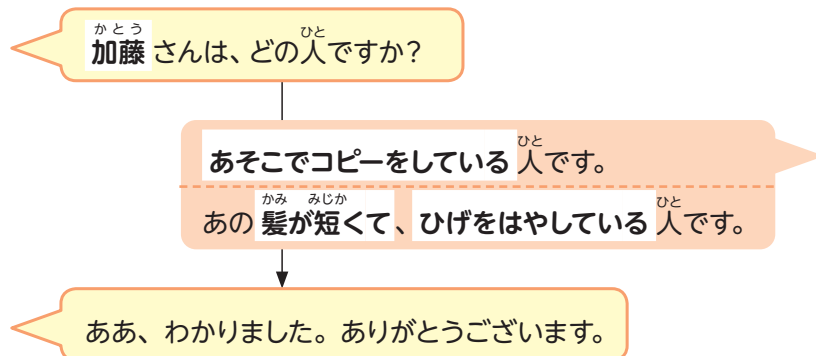 加藤さんは、どの人ですか？
あそこでコピーをしている人です。
あの髪が短くて、ひげをはやしている人です。
ああ、わかりました。ありがとうございます。